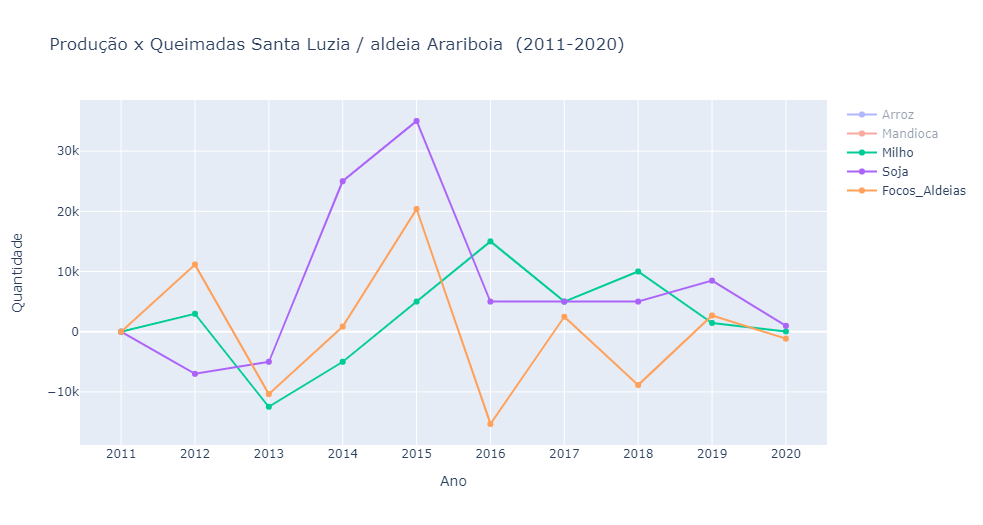 Produção x Queimadas Santa Luzia / aldeia Arariboia (2011-2020)
Arroz
Mandioca
Milho
Soja
Focos_Aldeias
Quantidade
30k
20k
10k
0
−10k
2011 2012 2013 2014 2015 2016 2017 2018 2019 2020
Ano